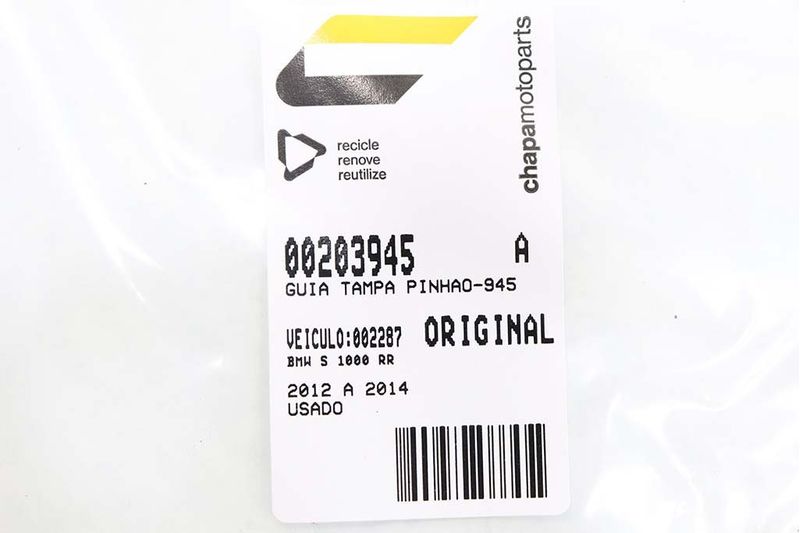 chapamotoparts
recicle
renove
reutilize
00203945 A
GUIA TAMPA PINHAO-945
VEICULO:002287 ORIGINAL
BMW S 1000 RR
2012 A 2014
USADO